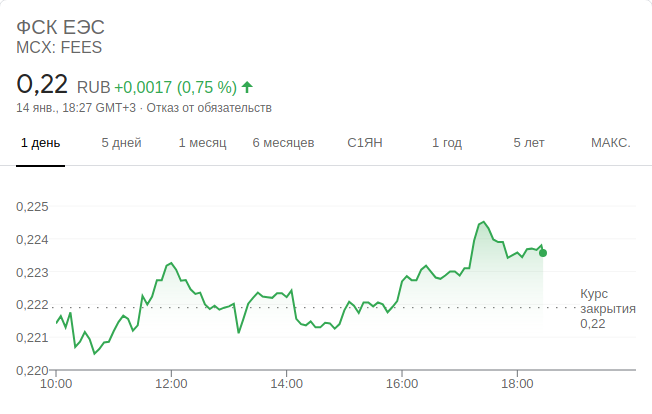 ФСК ЕЭС
MCX: FEES
0,22 RUB +0,0017 (0,75 %)
14 янв., 18:27 GMT+3 · Отказ от обязательств
1 день 5 дней 1 месяц 6 месяцев С1ЯН 1 год 5 лет МАКС.
0,225
0,224
0,223
0,222
0,221
0,220
Курс
закрытия
0,22
10:00 12:00 14:00 16:00 18:00